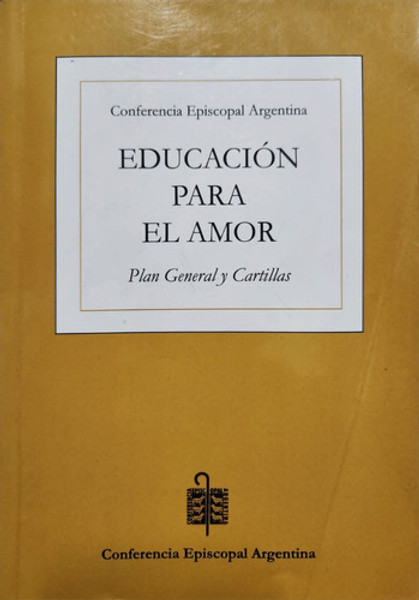 Conferencia Episcopal Argentina
EDUCACIÓN
PARA
EL AMOR
Plan General y Cartillas
Conferencia Episcopal Argentina